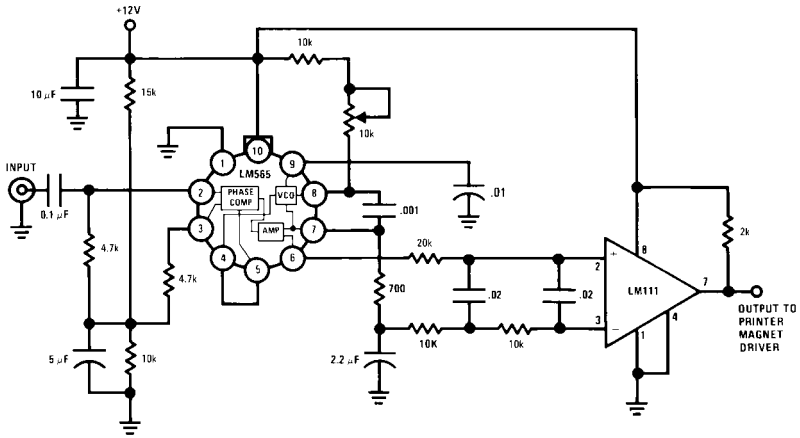 +12V
10k
10 μF
15k
10k
10
1
LM565
9
INPUT
2
PHASE
COMP
VCO
8
.01
0.1 μF
.001
3
AMP
7
2k
4.7k
4
5
6
20k
+
8
2
7
4.7k
700
.02
.02
LM111
OUTPUT TO
PRINTER
MAGNET
DRIVER
3
−
4
1
5 μF
10k
2.2 μF
10K
10k